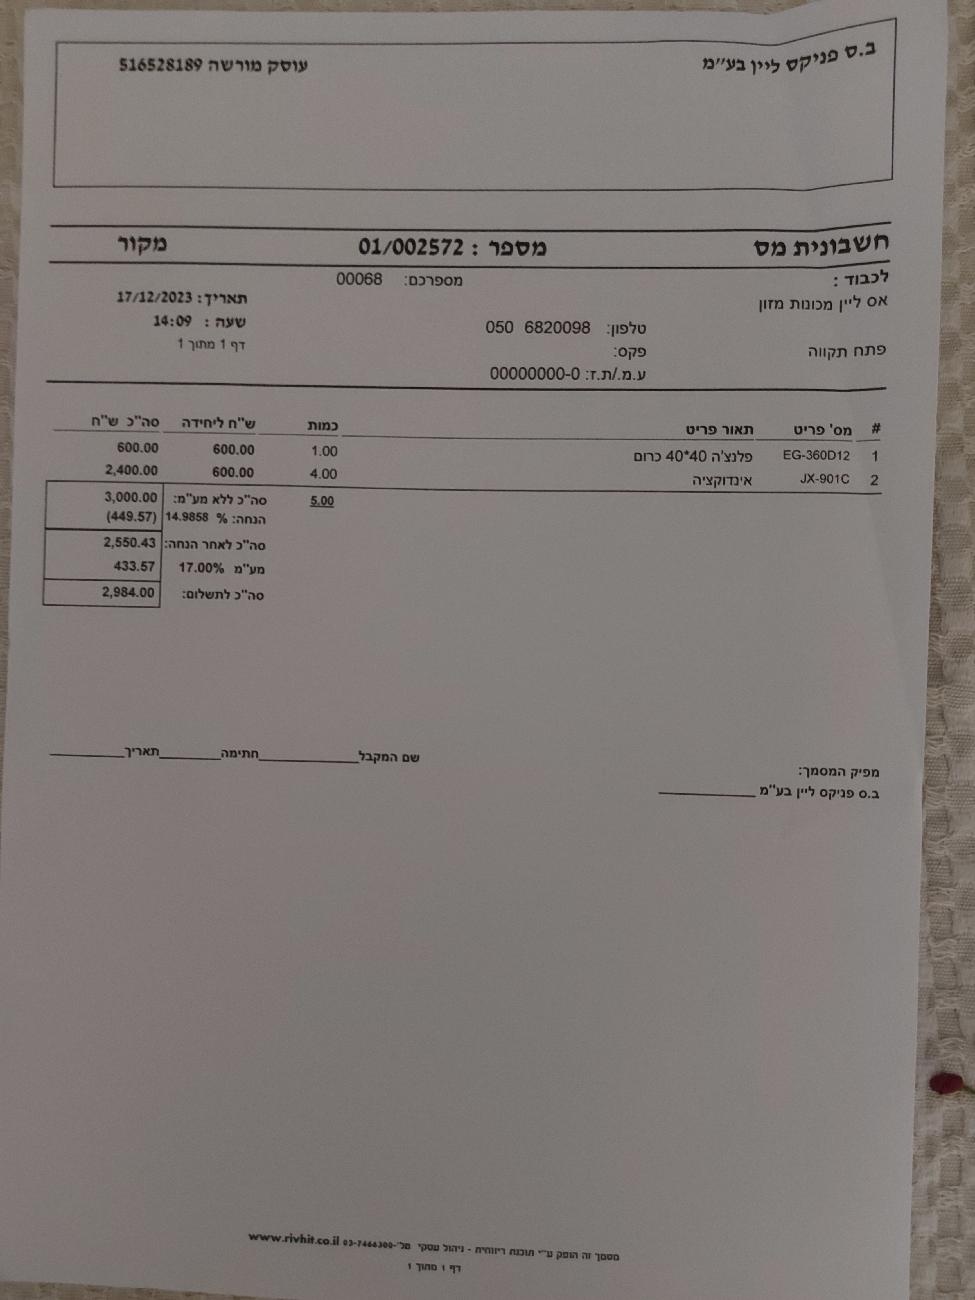 ב.ס פניקס ליין בע"מ עוסק מורשה 516528189
חשבונית מס מספר : 01/002572 מקור
לכבוד : מספרכם: 00068
תאריך: 17/12/2023
אס ליין מכונות מזון
שעה : 14:09
טלפון: 050 6820098
דף 1 מתוך 1
פתח תקווה פקס:
ע.מ./ת.ז: 00000000-0
# מס' פריט תאור פריט כמות ש"ח ליחידה סה"כ ש"ח
1 EG-360D12 פלנצ'ה 40*40 כרום 1.00 600.00 600.00
2 JX-901C אינדוקציה 4.00 600.00 2,400.00
5.00 סה"כ ללא מע"מ: 3,000.00
הנחה: % 14.9858 (449.57)
סה"כ לאחר הנחה: 2,550.43
מע"מ 17.00% 433.57
סה"כ לתשלום: 2,984.00
שם המקבל______________חתימה_________תאריך___________
מפיק המסמך:
ב.ס פניקס ליין בע"מ ______________
מסמך זה הופק ע"י תוכנת ריווחית - ניהול עסקי טל'-03-7466300 www.rivhit.co.il
דף 1 מתוך 1